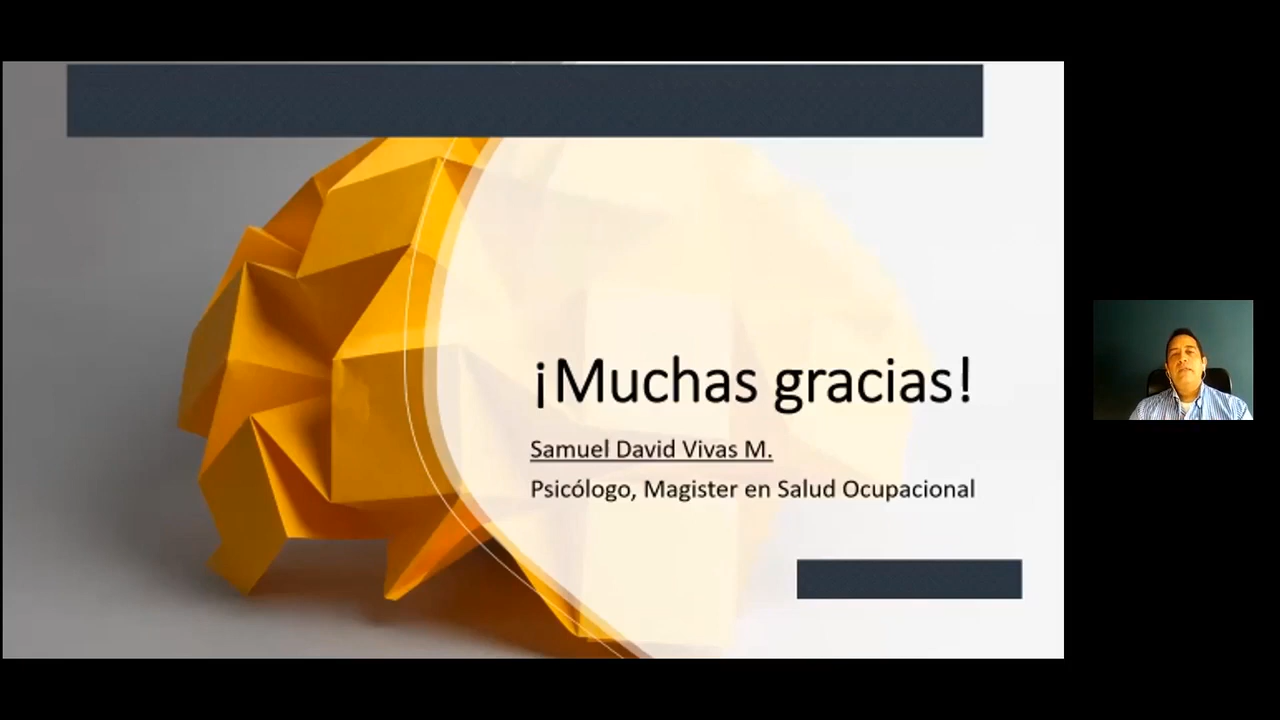 ¡Muchas gracias!
Samuel David Vivas M.
Psicólogo, Magister en Salud Ocupacional